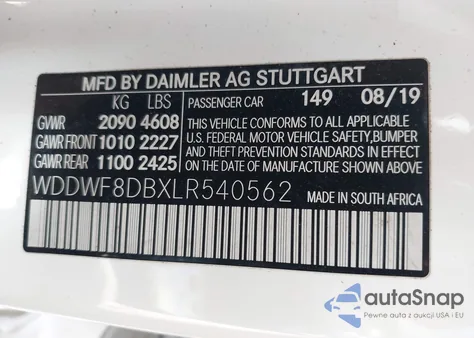 MFD BY DAIMLER AG STUTTGART
KG LBS PASSENGER CAR 149 08/19
GVWR 2090 4608
GAWR FRONT 1010 2227
GAWR REAR 1100 2425
THIS VEHICLE CONFORMS TO ALL APPLICABLE
U.S. FEDERAL MOTOR VEHICLE SAFETY, BUMPER
AND THEFT PREVENTION STANDARDS IN EFFECT
ON THE DATE OF MANUFACTURE SHOWN ABOVE.
WDDWF8DBXLR540562 MADE IN SOUTH AFRICA
autoSnap
Pewne auta z aukcji USA i EU